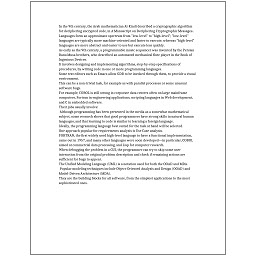 In the 9th century, the Arab mathematician Al-Kindi described a cryptographic algorithm
for deciphering encrypted code, in A Manuscript on Deciphering Cryptographic Messages.
Languages form an approximate spectrum from "low-level" to "high-level"; "low-level"
languages are typically more machine-oriented and faster to execute, whereas "high-level"
languages are more abstract and easier to use but execute less quickly.
As early as the 9th century, a programmable music sequencer was invented by the Persian
Banu Musa brothers, who described an automated mechanical flute player in the Book of
Ingenious Devices.
It involves designing and implementing algorithms, step-by-step specifications of
procedures, by writing code in one or more programming languages.
Some text editors such as Emacs allow GDB to be invoked through them, to provide a visual
environment.
This can be a non-trivial task, for example as with parallel processes or some unusual
software bugs.
For example, COBOL is still strong in corporate data centers often on large mainframe
computers, Fortran in engineering applications, scripting languages in Web development,
and C in embedded software.
Their jobs usually involve:
Although programming has been presented in the media as a somewhat mathematical
subject, some research shows that good programmers have strong skills in natural human
languages, and that learning to code is similar to learning a foreign language.
Ideally, the programming language best suited for the task at hand will be selected.
One approach popular for requirements analysis is Use Case analysis.
FORTRAN, the first widely used high-level language to have a functional implementation,
came out in 1957, and many other languages were soon developed—in particular, COBOL
aimed at commercial data processing, and Lisp for computer research.
When debugging the problem in a GUI, the programmer can try to skip some user
interaction from the original problem description and check if remaining actions are
sufficient for bugs to appear.
The Unified Modeling Language (UML) is a notation used for both the OOAD and MDA.
Popular modeling techniques include Object-Oriented Analysis and Design (OOAD) and
Model-Driven Architecture (MDA).
They are the building blocks for all software, from the simplest applications to the most
sophisticated ones.